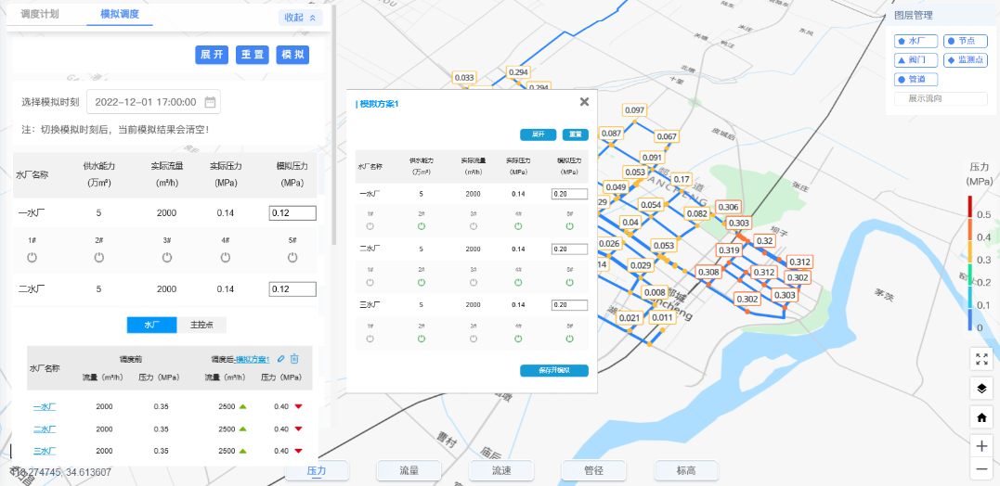 调度计划 模拟调度 收起
展开 重置 模拟
选择模拟时刻 2022-12-01 17:00:00
注：切换模拟时刻后，当前模拟结果会清空！
水厂名称 供水能力(万m³) 实际流量(m³/h) 实际压力(MPa) 模拟压力(MPa)
一水厂 5 2000 0.14 0.12
1# 2# 3# 4# 5#
二水厂 5 2000 0.14 0.12
水厂 主控点
水厂名称 调度前 调度后-模拟方案1
流量（m³/h） 压力（MPa） 流量（m³/h） 压力（MPa）
一水厂 2000 0.35 2500 0.40
二水厂 2000 0.35 2500 0.40
三水厂 2000 0.35 2500 0.40
118.274745, 34.613607
模拟方案1
展开 重置
水厂名称 供水能力(万m³) 实际流量(m³/h) 实际压力(MPa) 模拟压力(MPa)
一水厂 5 2000 0.14 0.20
1# 2# 3# 4# 5#
二水厂 5 2000 0.14 0.20
1# 2# 3# 4# 5#
三水厂 5 2000 0.14 0.20
1# 2# 3# 4# 5#
保存并模拟
0.033
0.294
0.294
0.097
0.087
0.067
0.091
0.053
0.17
0.049
29
0.054
0.082
0.04
0.026
0.053
14
0.029
0.008
0.021
0.011
0.306
0.303
0.32
0.319
0.312
0.308
0.312
0.302
0.302
0.303
皮城后
张庄
坝子
茅茨
曹村
庙后
东风
十里
图层管理
水厂 节点
阀门 监测点
管道
展示流向
压力
(MPa)
0.5
0.4
0.3
0.2
0.1
0
压力 流量 流速 管径 标高